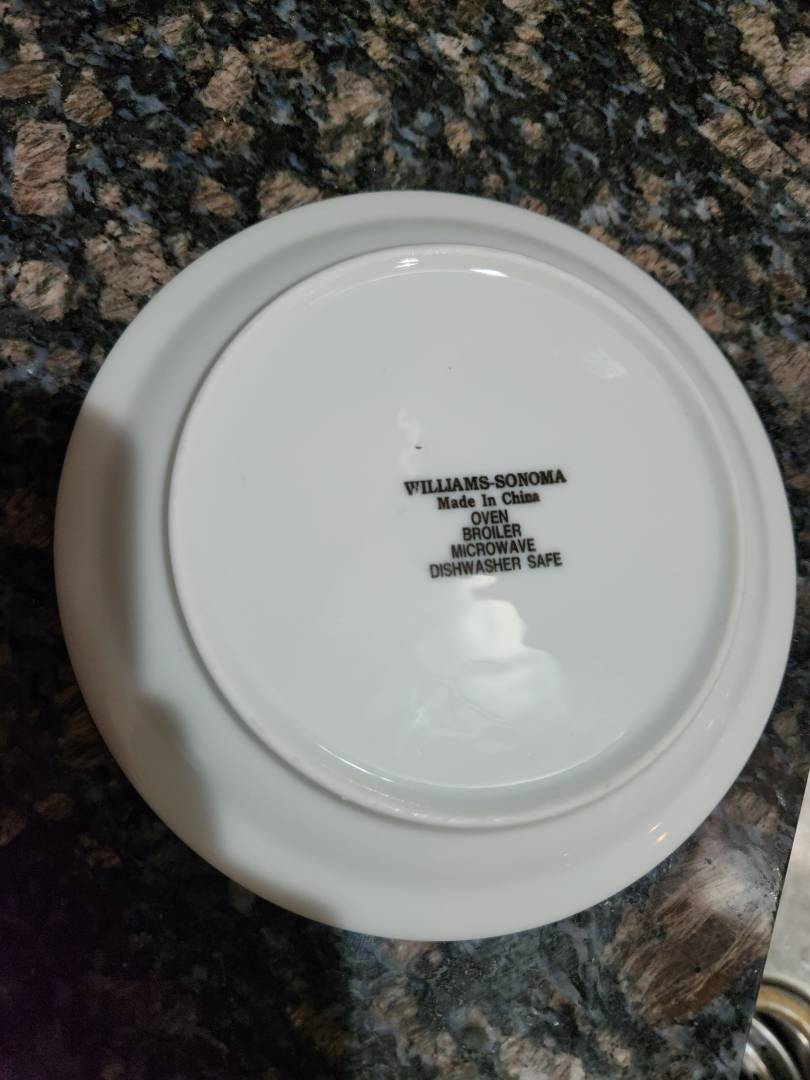 WILLIAMS-SONOMA
Made In China
OVEN
BROILER
MICROWAVE
DISHWASHER SAFE